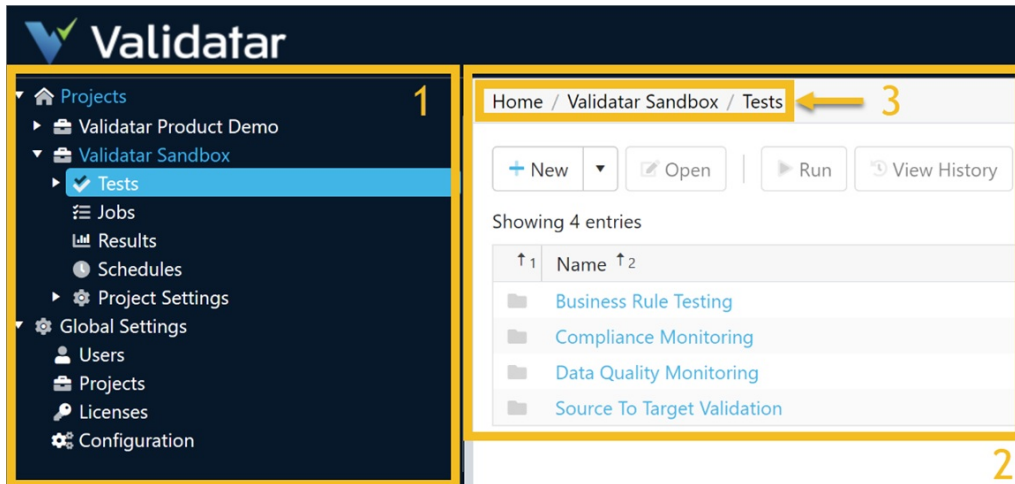 Validatar
1
Projects
Validatar Product Demo
Validatar Sandbox
Tests
Jobs
Results
Schedules
Project Settings
Global Settings
Users
Projects
Licenses
Configuration
Home / Validatar Sandbox / Tests
3
+ New
Open
Run
View History
Showing 4 entries
↑1 Name ↑2
Business Rule Testing
Compliance Monitoring
Data Quality Monitoring
Source To Target Validation
2